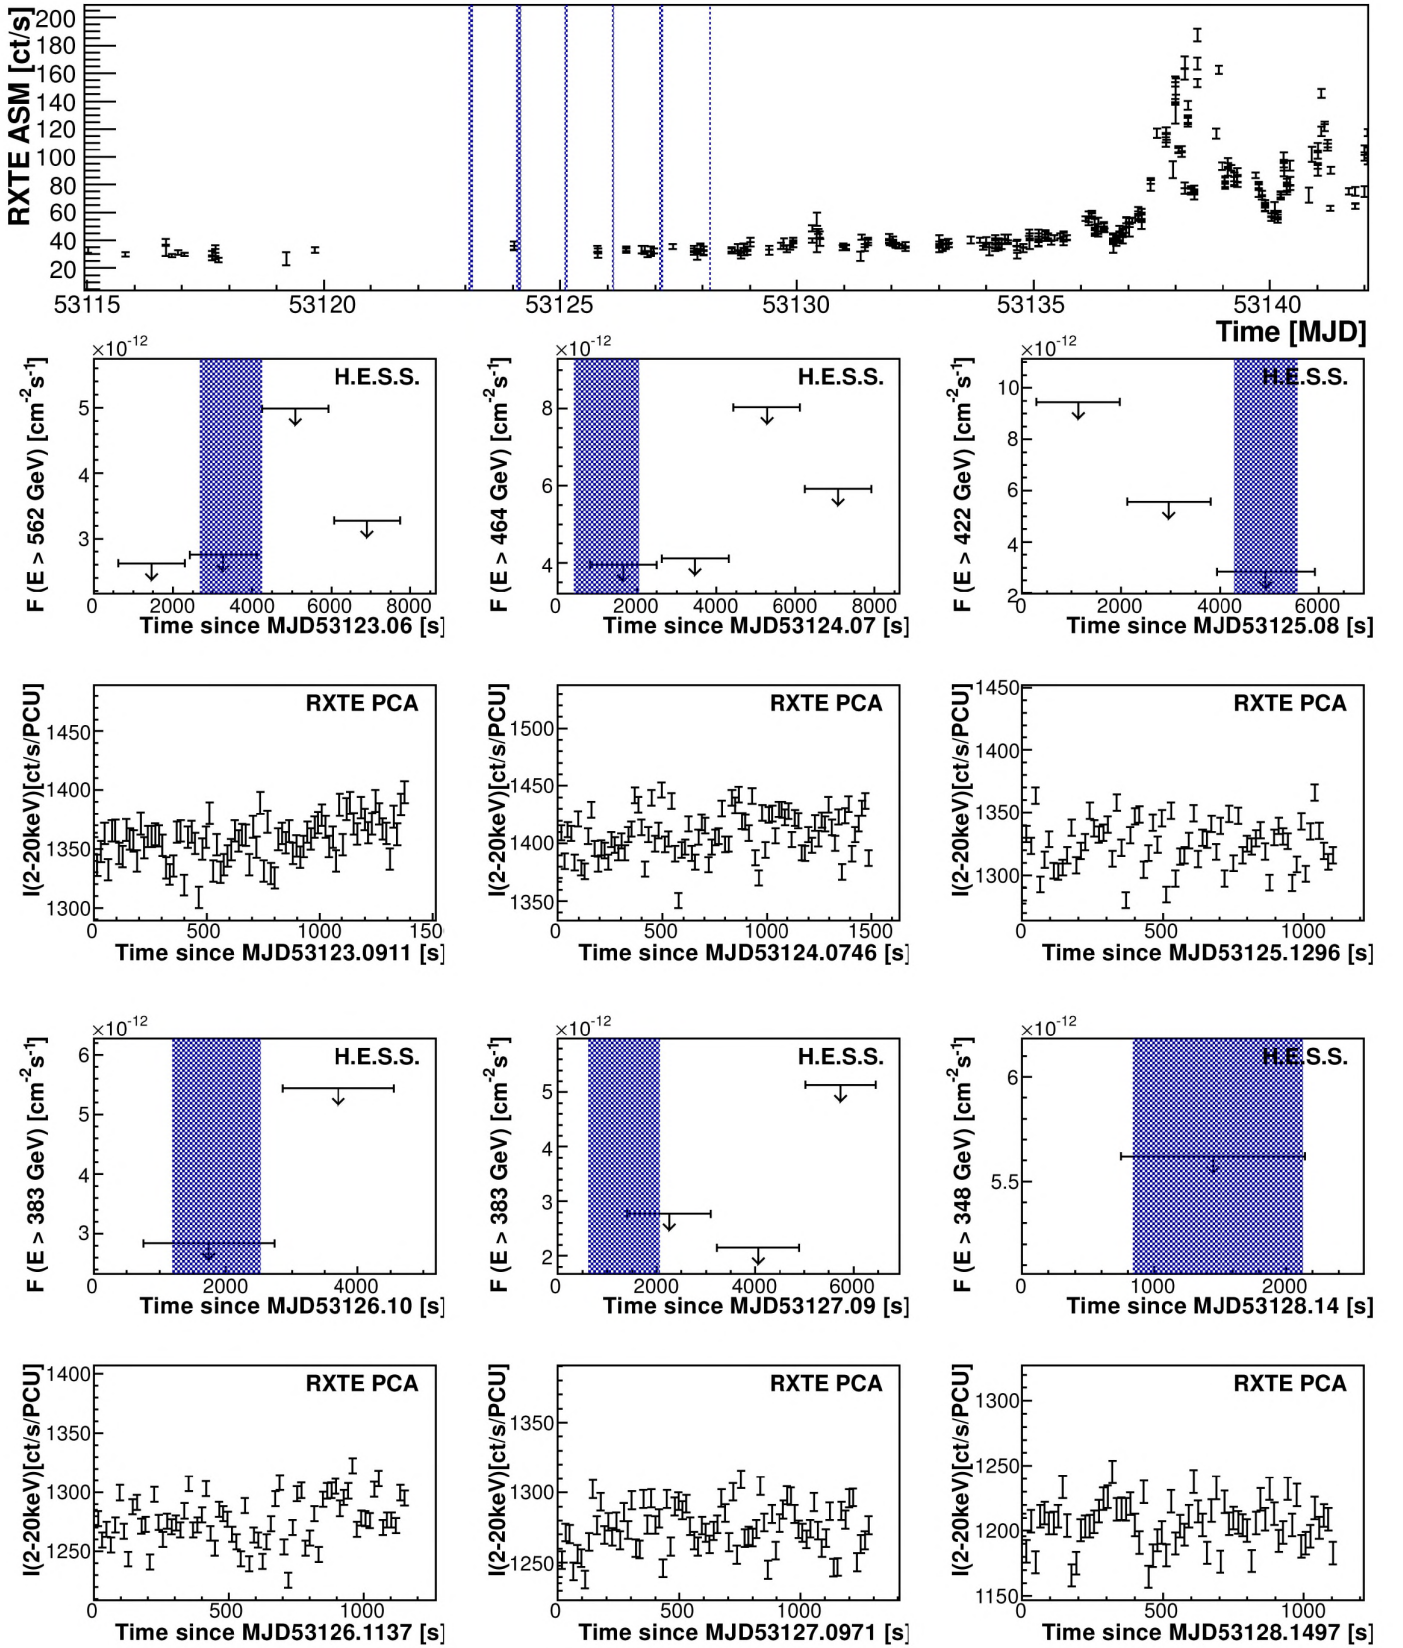 RXTE ASM [ct/s]
200
180
160
140
120
100
80
60
40
20
53115 53120 53125 53130 53135 53140
Time [MJD]
×10-12 ×10-12 ×10-12
F (E > 562 GeV) [cm-2s-1]
H.E.S.S.
5
4
3
0 2000 4000 6000 8000
Time since MJD53123.06 [s]
F (E > 464 GeV) [cm-2s-1]
H.E.S.S.
8
6
4
0 2000 4000 6000 8000
Time since MJD53124.07 [s]
F (E > 422 GeV) [cm-2s-1]
H.E.S.S.
10
8
6
4
2
0 2000 4000 6000
Time since MJD53125.08 [s]
I(2-20keV)[ct/s/PCU]
RXTE PCA
1450
1400
1350
1300
0 500 1000 150
Time since MJD53123.0911 [s]
I(2-20keV)[ct/s/PCU]
RXTE PCA
1500
1450
1400
1350
0 500 1000 1500
Time since MJD53124.0746 [s]
I(2-20keV)[ct/s/PCU]
RXTE PCA
1450
1400
1350
1300
0 500 1000
Time since MJD53125.1296 [s]
×10-12 ×10-12 ×10-12
F (E > 383 GeV) [cm-2s-1]
H.E.S.S.
6
5
4
3
0 2000 4000
Time since MJD53126.10 [s]
F (E > 383 GeV) [cm-2s-1]
H.E.S.S.
5
4
3
2
0 2000 4000 6000
Time since MJD53127.09 [s]
F (E > 348 GeV) [cm-2s-1]
H.E.S.S.
6
5.5
0 1000 2000
Time since MJD53128.14 [s]
I(2-20keV)[ct/s/PCU]
RXTE PCA
1400
1350
1300
1250
0 500 1000
Time since MJD53126.1137 [s]
I(2-20keV)[ct/s/PCU]
RXTE PCA
1350
1300
1250
0 500 1000
Time since MJD53127.0971 [s]
I(2-20keV)[ct/s/PCU]
RXTE PCA
1300
1250
1200
1150
0 500 1000
Time since MJD53128.1497 [s]